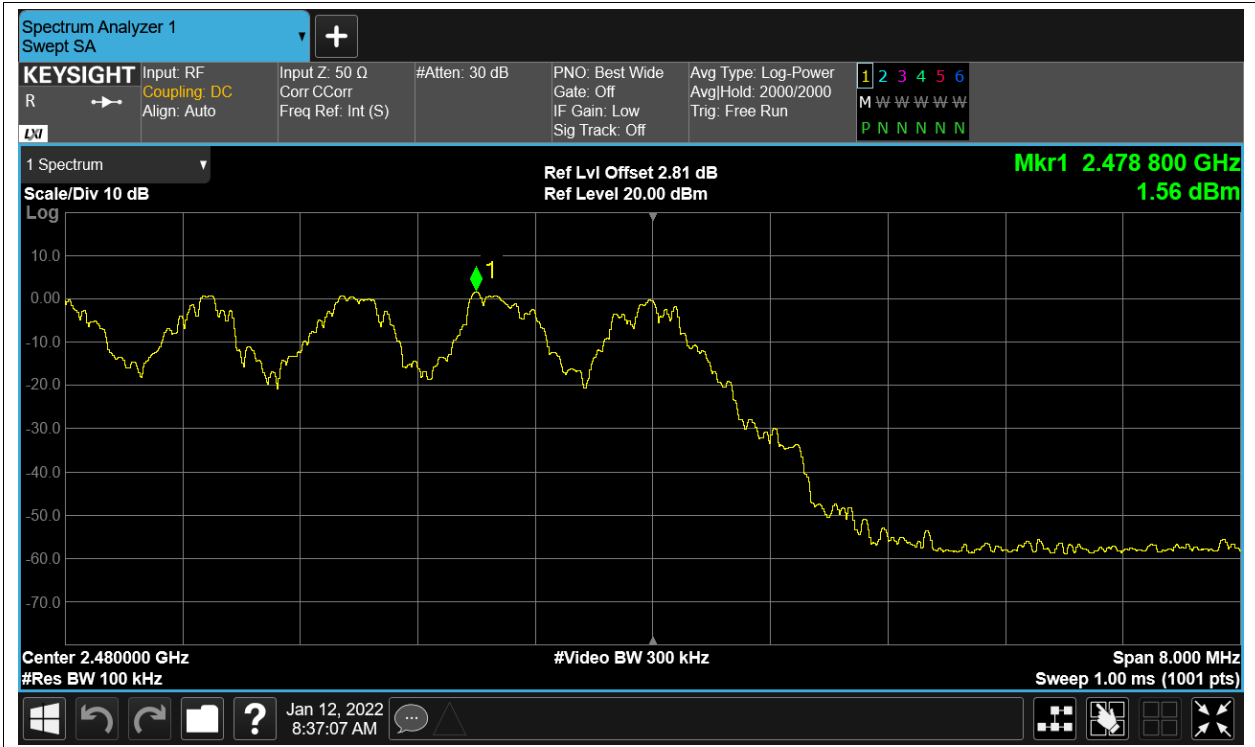 Spectrum Analyzer 1
Swept SA
+
KEYSIGHT
R
LXI
Input: RF
Coupling: DC
Align: Auto
Input Z: 50 Ω
Corr CCorr
Freq Ref: Int (S)
#Atten: 30 dB
PNO: Best Wide
Gate: Off
IF Gain: Low
Sig Track: Off
Avg Type: Log-Power
Avg|Hold: 2000/2000
Trig: Free Run
1 2 3 4 5 6
M W W W W W
P N N N N N
1 Spectrum
Scale/Div 10 dB
Log
Ref Lvl Offset 2.81 dB
Ref Level 20.00 dBm
Mkr1 2.478 800 GHz
1.56 dBm
1
10.0
0.00
-10.0
-20.0
-30.0
-40.0
-50.0
-60.0
-70.0
Center 2.480000 GHz
#Res BW 100 kHz
#Video BW 300 kHz
Span 8.000 MHz
Sweep 1.00 ms (1001 pts)
?
Jan 12, 2022
8:37:07 AM